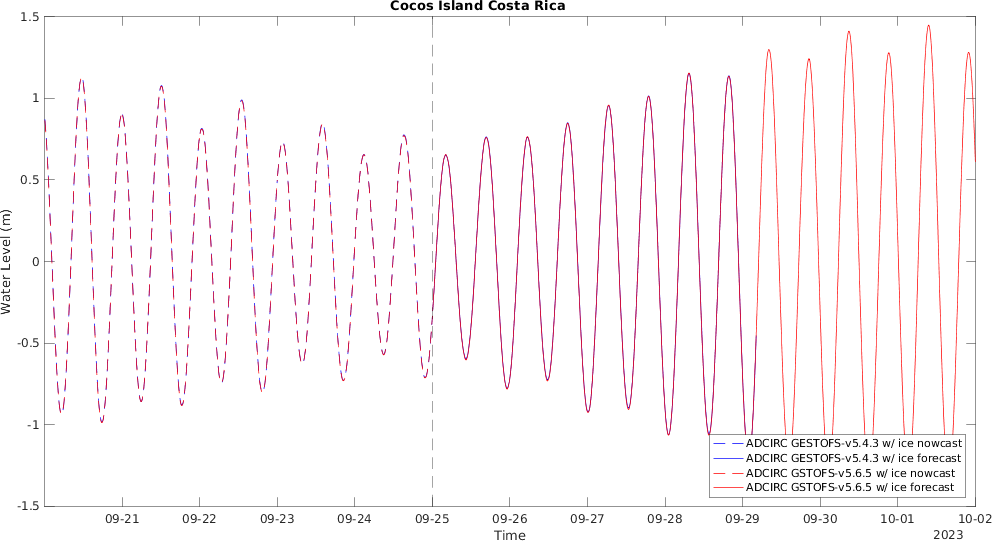 Cocos Island Costa Rica
1.5
1
0.5
0
-0.5
-1
-1.5
Water Level (m)
ADCIRC GESTOFS-v5.4.3 w/ ice nowcast
ADCIRC GESTOFS-v5.4.3 w/ ice forecast
ADCIRC GSTOFS-v5.6.5 w/ ice nowcast
ADCIRC GSTOFS-v5.6.5 w/ ice forecast
09-21 09-22 09-23 09-24 09-25 09-26 09-27 09-28 09-29 09-30 10-01 10-02
Time
2023